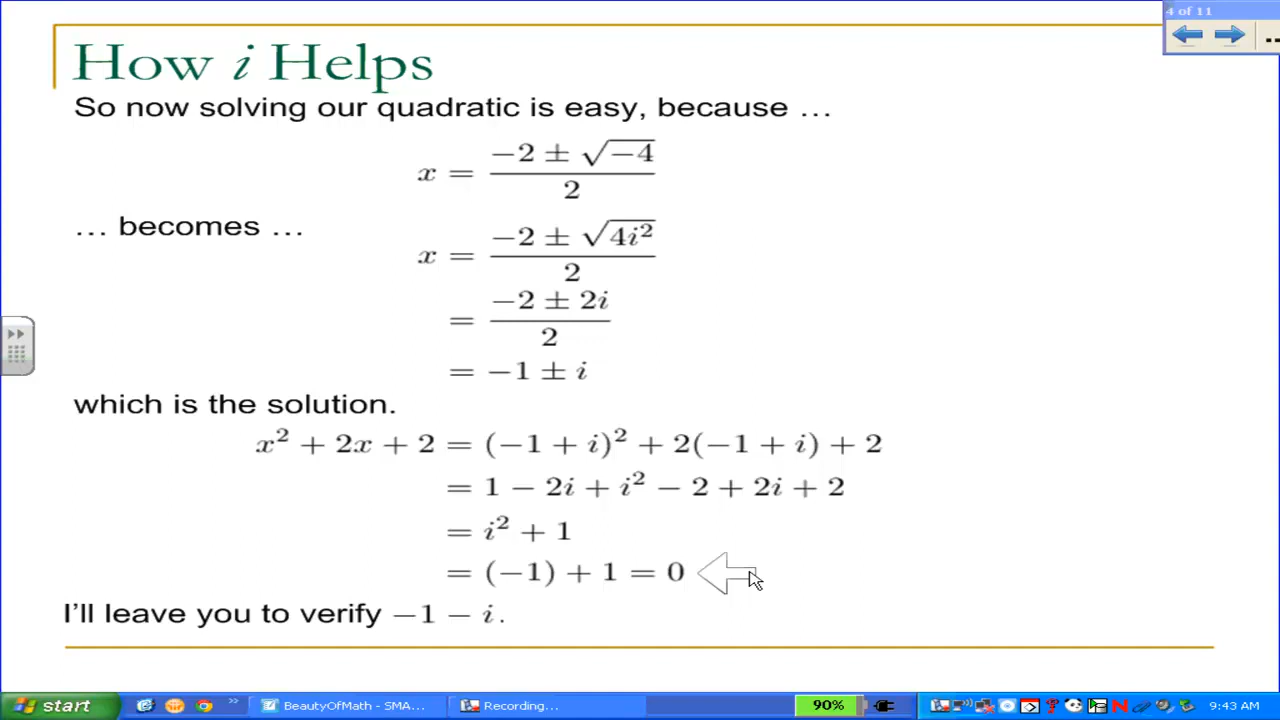 4 of 11
How i Helps
So now solving our quadratic is easy, because …
x = (−2 ± √−4)/2
… becomes …
x = (−2 ± √4i²)/2
= (−2 ± 2i)/2
= −1 ± i
which is the solution.
x² + 2x + 2 = (−1 + i)² + 2(−1 + i) + 2
= 1 − 2i + i² − 2 + 2i + 2
= i² + 1
= (−1) + 1 = 0
I'll leave you to verify −1 − i.
start
BeautyOfMath - SMA...
Recording...
90%
9:43 AM